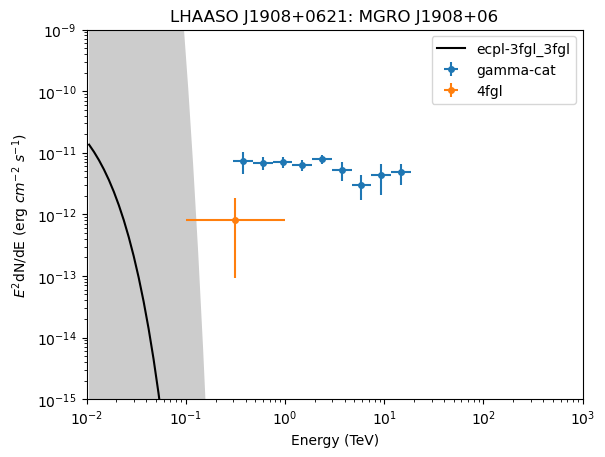 LHAASO J1908+0621: MGRO J1908+06
ecpl-3fgl_3fgl
gamma-cat
4fgl
E²dN/dE (erg cm⁻² s⁻¹)
10⁻⁹
10⁻¹⁰
10⁻¹¹
10⁻¹²
10⁻¹³
10⁻¹⁴
10⁻¹⁵
10⁻² 10⁻¹ 10⁰ 10¹ 10² 10³
Energy (TeV)